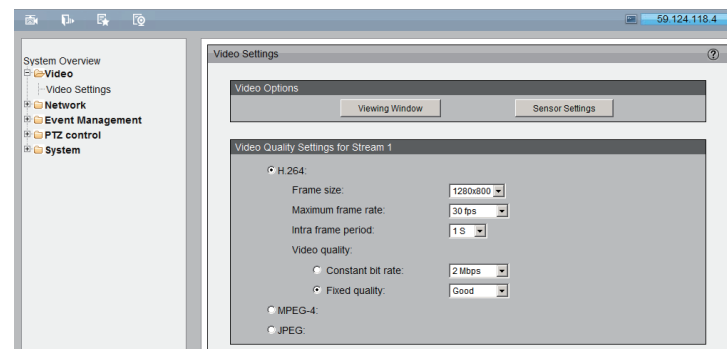 59.124.118.4
System Overview
Video
Video Settings
Network
Event Management
PTZ control
System
Video Settings
?
Video Options
Viewing Window Sensor Settings
Video Quality Settings for Stream 1
H.264:
Frame size: 1280x800
Maximum frame rate: 30 fps
Intra frame period: 1 S
Video quality:
Constant bit rate: 2 Mbps
Fixed quality: Good
MPEG-4:
JPEG: